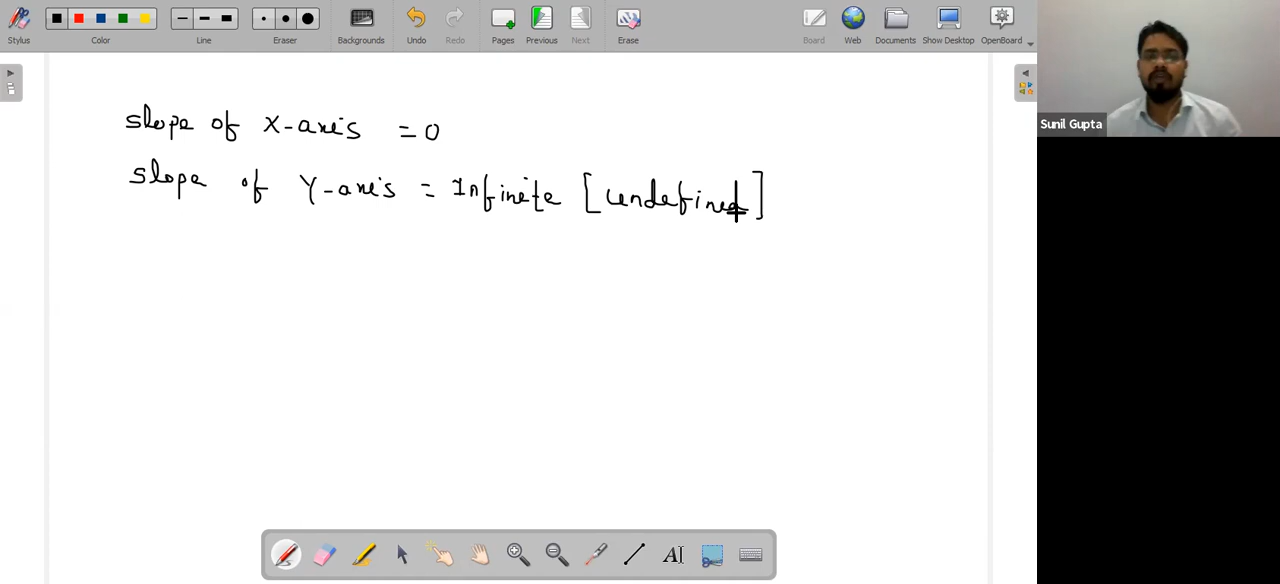 Stylus Color Line Eraser Backgrounds Undo Redo Pages Previous Next Erase Board Web Documents Show Desktop OpenBoard
Sunil Gupta
slope of X-axis = 0
slope of Y-axis = Infinite [undefined]
AI